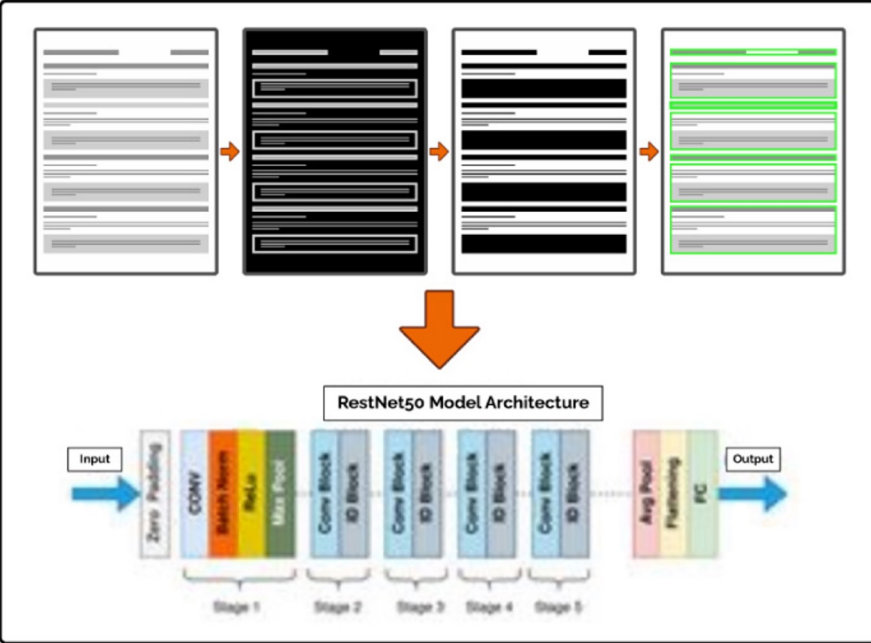 RestNet50 Model Architecture
Input
Zero Padding
CONV
Batch Norm
ReLu
Max Pool
Conv Block
ID Block
Conv Block
ID Block
Conv Block
ID Block
Conv Block
ID Block
Avg Pool
Flattening
FC
Output
Stage 1
Stage 2
Stage 3
Stage 4
Stage 5